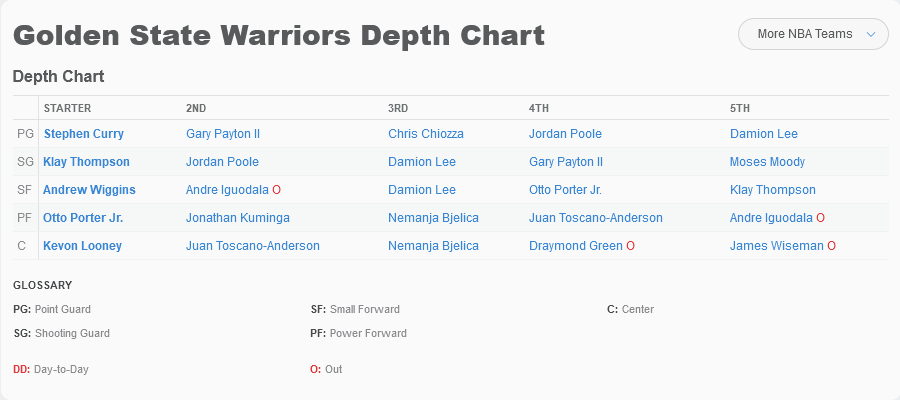 Golden State Warriors Depth Chart
More NBA Teams
Depth Chart
STARTER 2ND 3RD 4TH 5TH
PG Stephen Curry Gary Payton II Chris Chiozza Jordan Poole Damion Lee
SG Klay Thompson Jordan Poole Damion Lee Gary Payton II Moses Moody
SF Andrew Wiggins Andre Iguodala O Damion Lee Otto Porter Jr. Klay Thompson
PF Otto Porter Jr. Jonathan Kuminga Nemanja Bjelica Juan Toscano-Anderson Andre Iguodala O
C Kevon Looney Juan Toscano-Anderson Nemanja Bjelica Draymond Green O James Wiseman O
GLOSSARY
PG: Point Guard SF: Small Forward C: Center
SG: Shooting Guard PF: Power Forward
DD: Day-to-Day O: Out